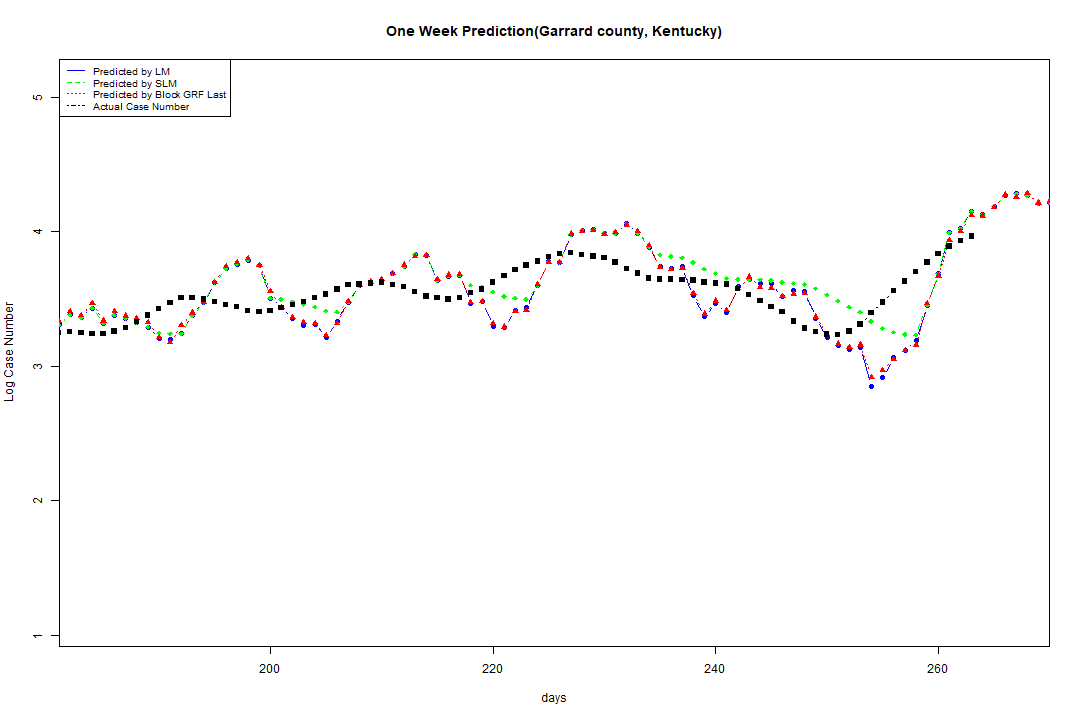 One Week Prediction(Garrard county, Kentucky)
Predicted by LM
Predicted by SLM
Predicted by Block GRF Last
Actual Case Number
5
4
3
2
1
Log Case Number
200
220
240
260
days